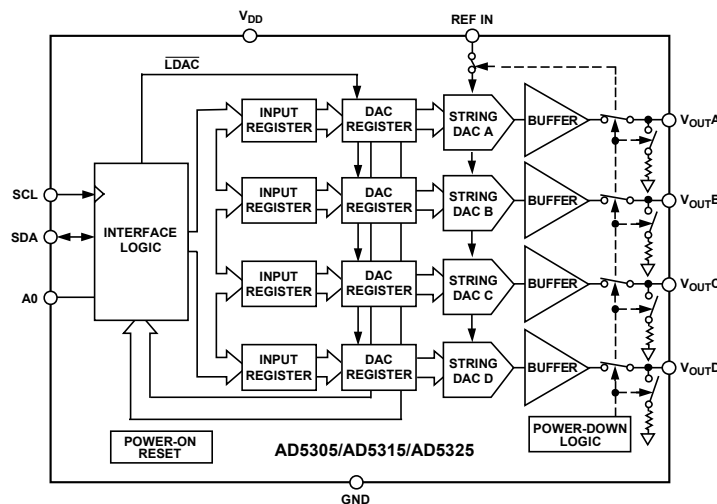 VDD
REF IN
LDAC
INPUT
REGISTER
DAC
REGISTER
STRING
DAC A
BUFFER
VOUTA
SCL
INPUT
REGISTER
DAC
REGISTER
STRING
DAC B
BUFFER
VOUTB
SDA
INTERFACE
LOGIC
A0
INPUT
REGISTER
DAC
REGISTER
STRING
DAC C
BUFFER
VOUTC
INPUT
REGISTER
DAC
REGISTER
STRING
DAC D
BUFFER
VOUTD
POWER-ON
RESET
AD5305/AD5315/AD5325
POWER-DOWN
LOGIC
GND